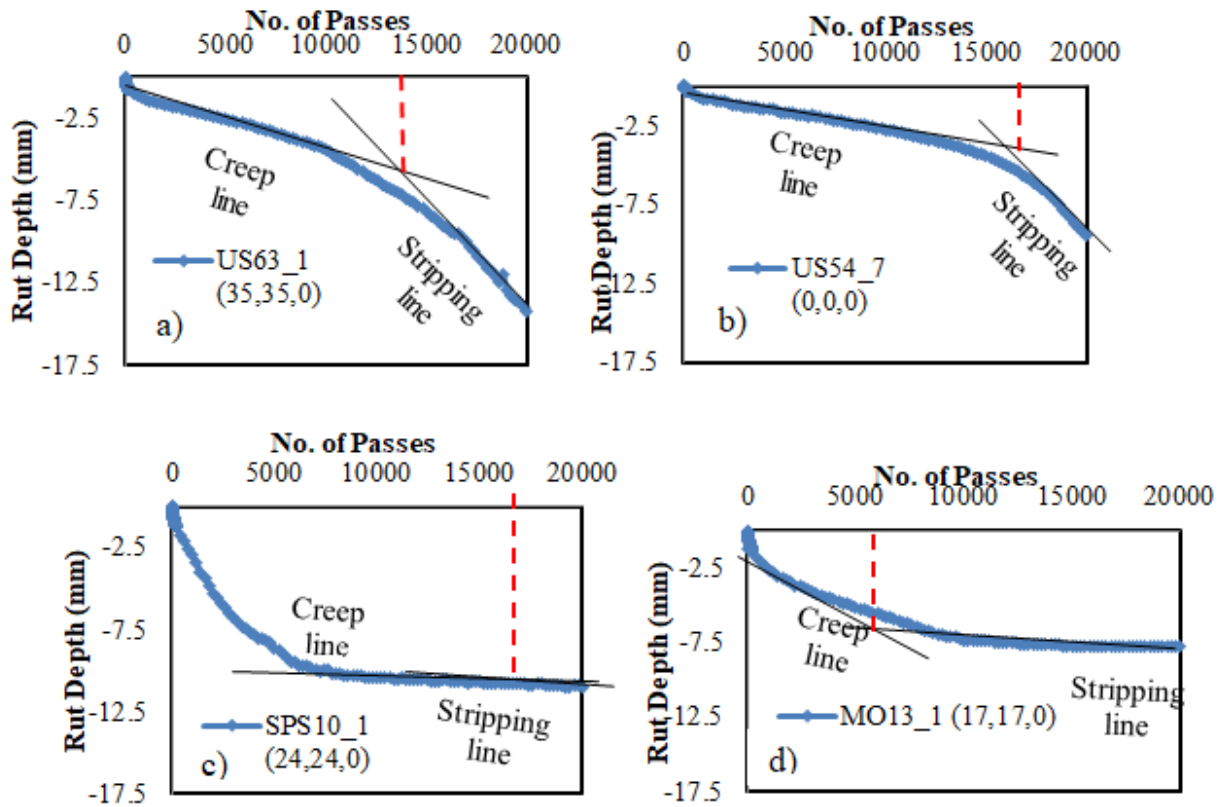 No. of Passes
0 5000 10000 15000 20000
-2.5
-7.5
-12.5
-17.5
Rut Depth (mm)
Creep
line
Stripping
line
US63_1
(35,35,0)
a)
No. of Passes
0 5000 10000 15000 20000
-2.5
-7.5
-12.5
-17.5
Rut Depth (mm)
Creep
line
Stripping
line
US54_7
(0,0,0)
b)
No. of Passes
0 5000 10000 15000 20000
-2.5
-7.5
-12.5
-17.5
Rut Depth (mm)
Creep
line
Stripping
line
SPS10_1
(24,24,0)
c)
No. of Passes
0 5000 10000 15000 20000
-2.5
-7.5
-12.5
-17.5
Rut Depth (mm)
Creep
line
Stripping
line
MO13_1 (17,17,0)
d)